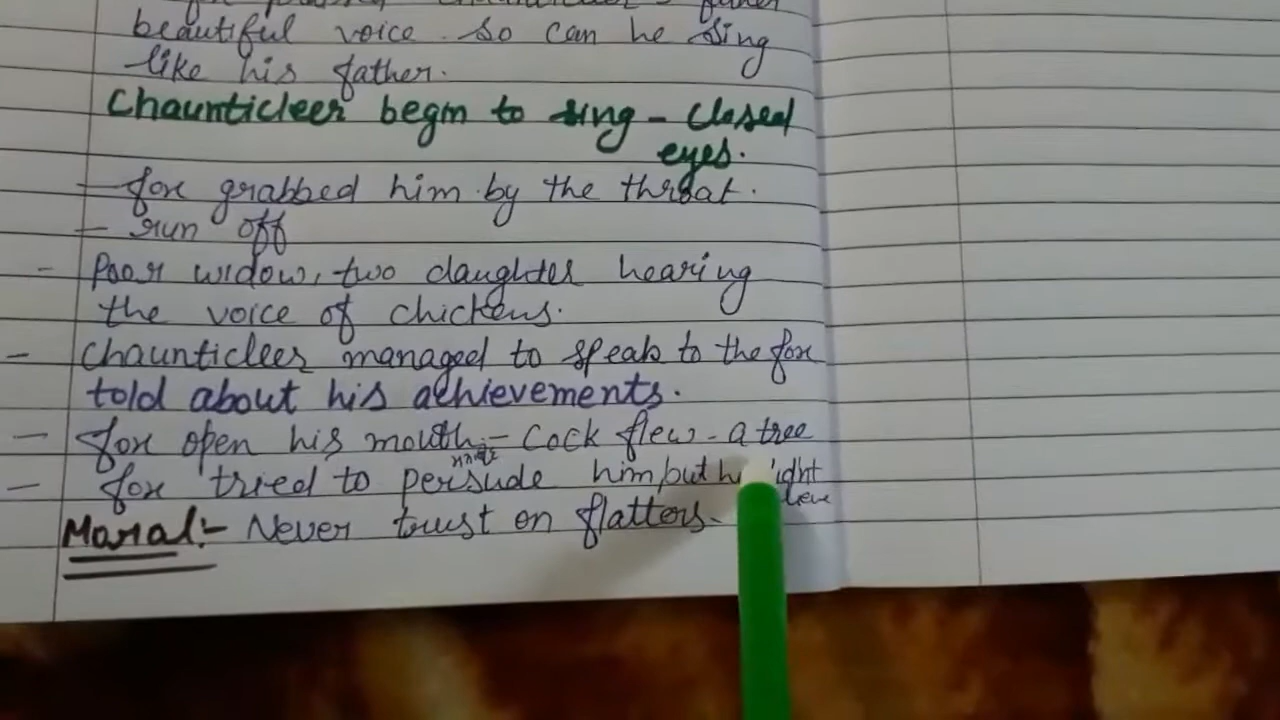 beautiful voice. so can he sing
like his father.
Chaunticleer begin to sing - Closed
eyes.
- fox grabbed him by the throat.
- run off
- Poor widow, two daughter hearing
the voice of chickens.
- Chaunticleer managed to speak to the fox
told about his achievements.
- fox open his mouth - Cock flew - a tree
- fox tried to persude him, but
Moral:- Never trust on flatters.